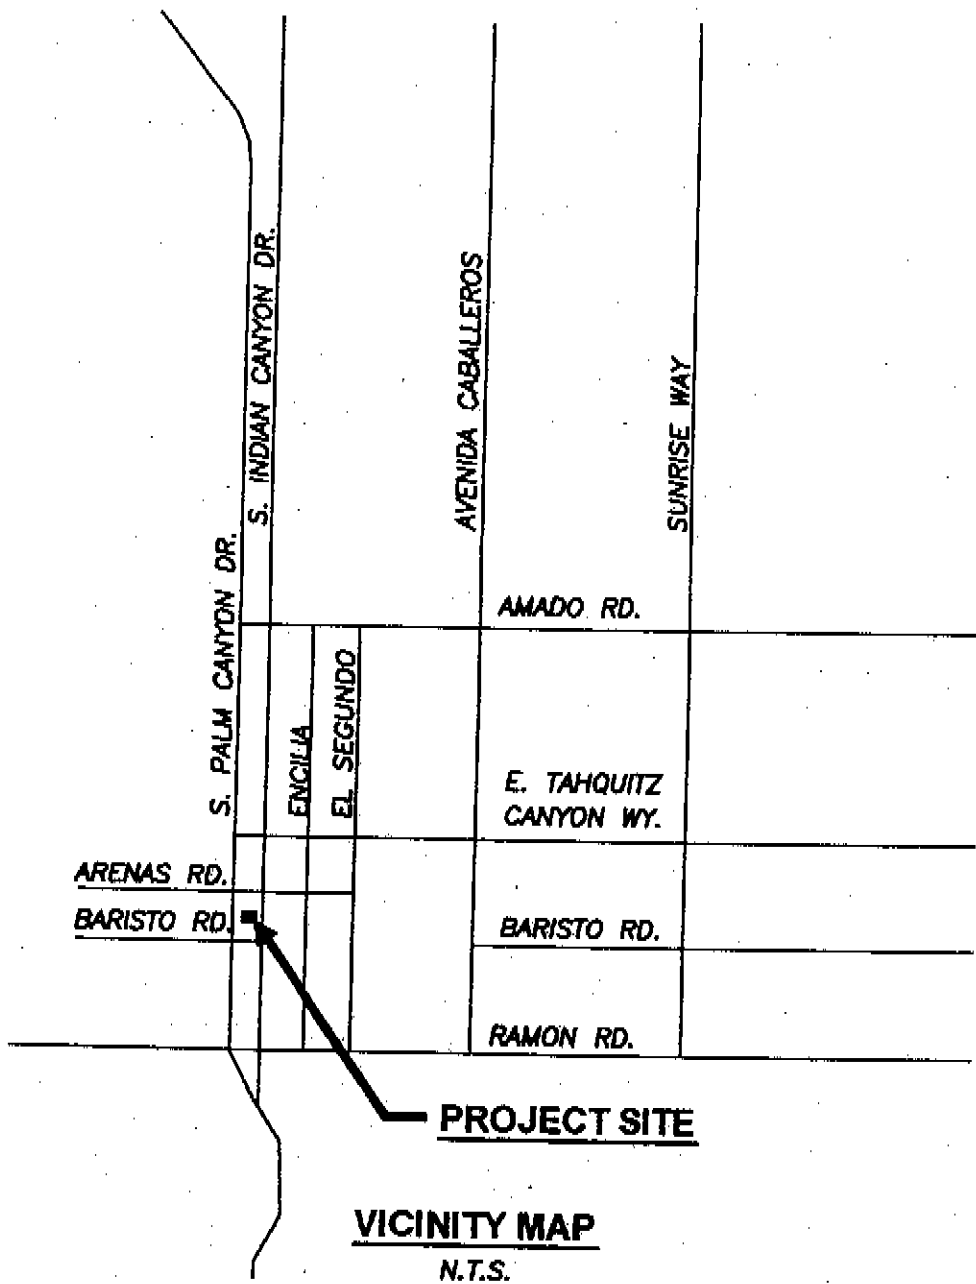 S. INDIAN CANYON DR.
AVENIDA CABALLEROS
SUNRISE WAY
S. PALM CANYON DR.
AMADO RD.
ENCILIA
EL SEGUNDO
E. TAHQUITZ
CANYON WY.
ARENAS RD.
BARISTO RD.
BARISTO RD.
RAMON RD.
PROJECT SITE
VICINITY MAP
N.T.S.